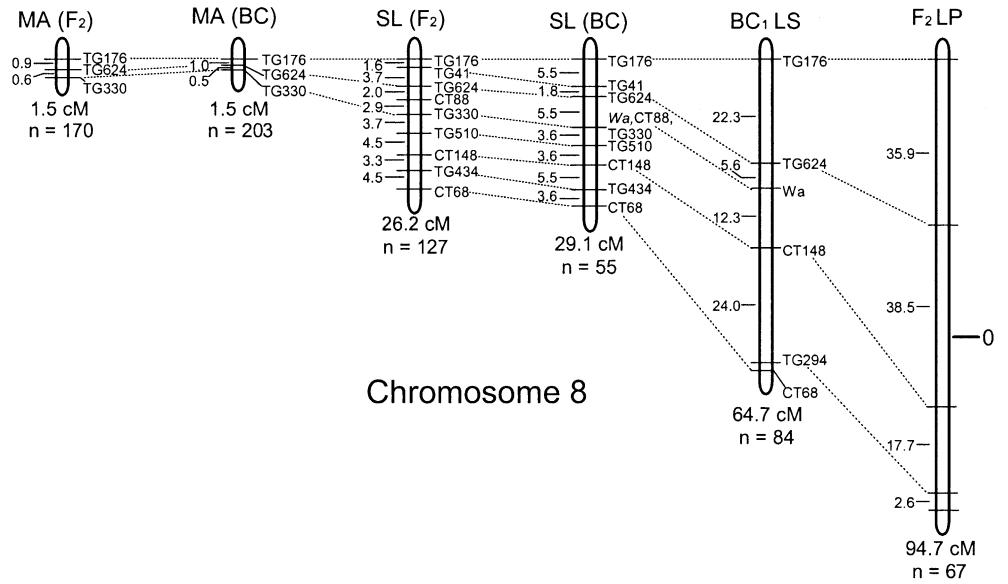 MA (F2)
0.9
0.6
TG176
TG624
TG330
1.5 cM
n = 170
MA (BC)
1.0
0.5
TG176
TG624
TG330
1.5 cM
n = 203
SL (F2)
1.6
3.7
2.0
2.9
3.7
4.5
3.3
4.5
TG176
TG41
TG624
CT88
TG330
TG510
CT148
TG434
CT68
26.2 cM
n = 127
SL (BC)
5.5
1.8
5.5
3.6
3.6
5.5
3.6
TG176
TG41
TG624
Wa,CT88,
TG330
TG510
CT148
TG434
CT68
29.1 cM
n = 55
BC1 LS
22.3
5.6
12.3
24.0
TG176
TG624
Wa
CT148
TG294
CT68
64.7 cM
n = 84
F2 LP
35.9
38.5
17.7
2.6
0
94.7 cM
n = 67
Chromosome 8